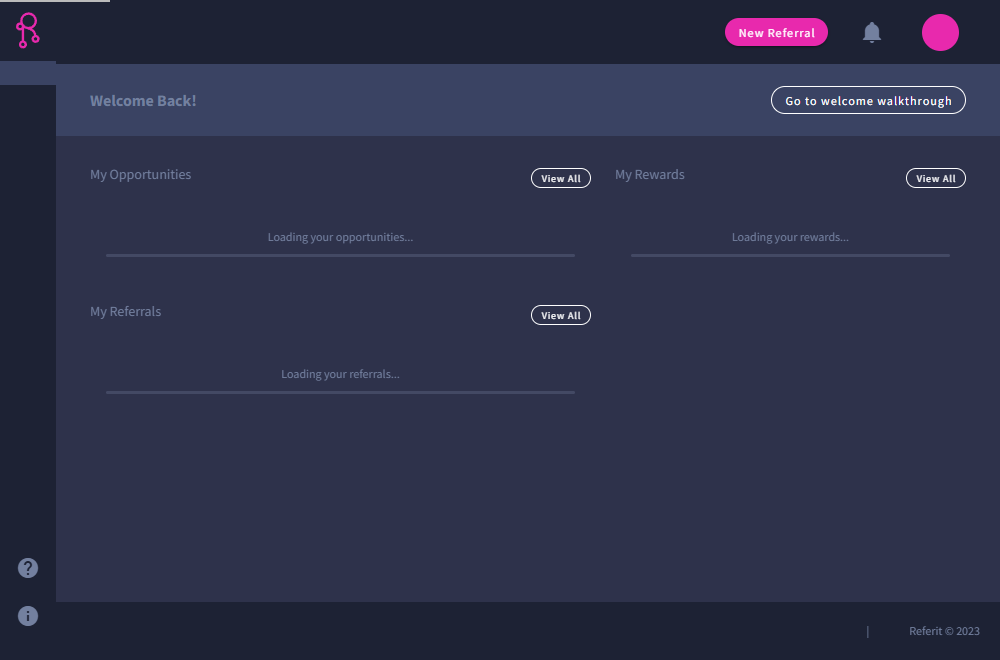 New Referral
Welcome Back!
Go to welcome walkthrough
My Opportunities
View All
My Rewards
View All
Loading your opportunities...
Loading your rewards...
My Referrals
View All
Loading your referrals...
| Referit © 2023